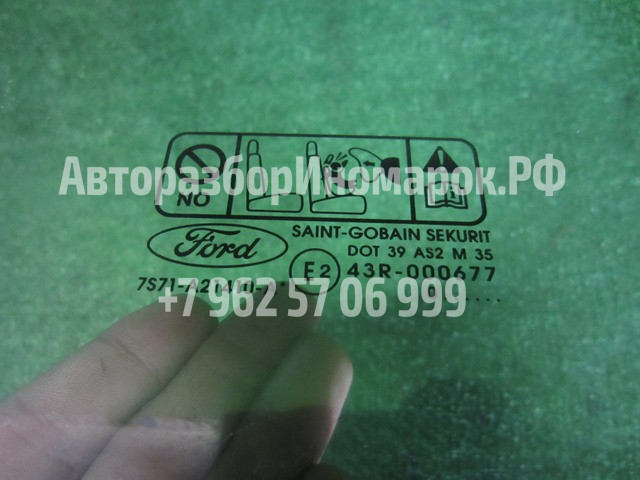 АвторазборИномарок.РФ
NO
Ford
SAINT-GOBAIN SEKURIT
DOT 39 AS2 M 35
E2
43R-000677
+7 962 57 06 999